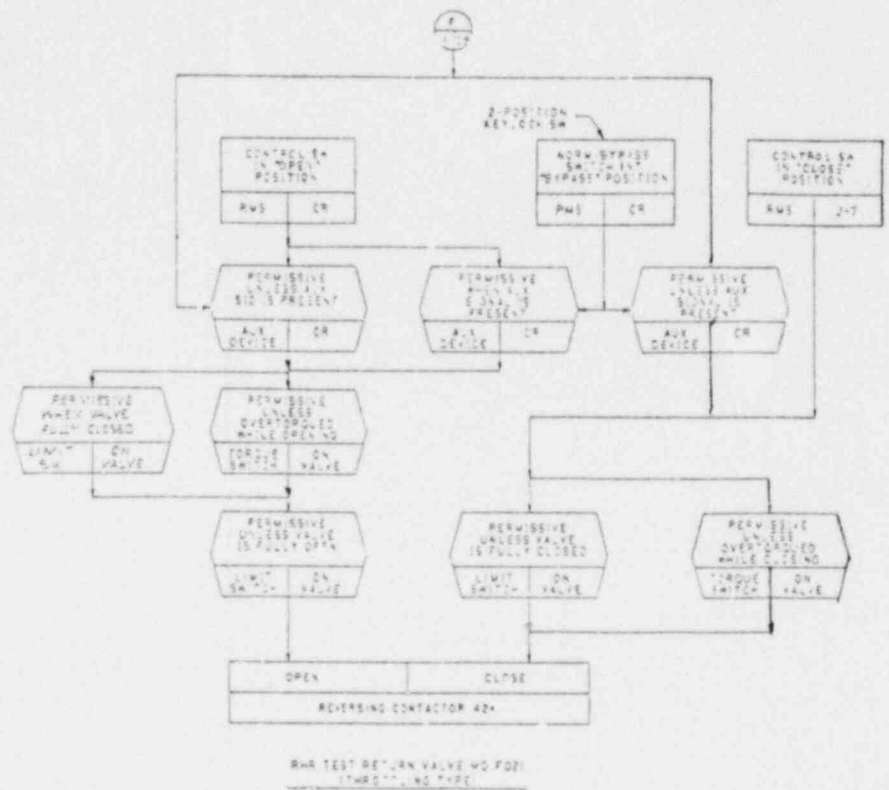 F
2-POSITION
KEYLOCK SW
CONTROL SW
IN "OPEN"
POSITION
RMS CR
NORM/BYPASS
SWITCH IN
"BYPASS" POSITION
RMS CR
CONTROL SW
IN "CLOSE"
POSITION
RMS
PERMISSIVE
UNLESS AUX
SIG IS PRESENT
AUX
DEVICE CR
PERMISSIVE
WHEN AUX
SIGNAL IS
PRESENT
AUX
DEVICE CR
PERMISSIVE
UNLESS AUX
SIGNAL IS
PRESENT
AUX
DEVICE CR
PERMISSIVE
WHEN VALVE
FULLY CLOSED
LIMIT
SW
ON
VALVE
PERMISSIVE
UNLESS
OVERTORQUED
WHILE OPENING
TORQUE
SWITCH
ON
VALVE
PERMISSIVE
UNLESS VALVE
IS FULLY OPEN
LIMIT
SWITCH
ON
VALVE
PERMISSIVE
UNLESS VALVE
IS FULLY CLOSED
LIMIT
SWITCH
ON
VALVE
PERMISSIVE
UNLESS
OVERTORQUED
WHILE CLOSING
TORQUE
SWITCH
ON
VALVE
OPEN CLOSE
REVERSING CONTACTOR
RHR TEST RETURN VALVE MO F021
(THROTTLING TYPE)